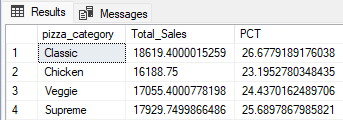 Results Messages
pizza_category Total_Sales PCT
1 Classic 18619.4000015259 26.6779189176038
2 Chicken 16188.75 23.1952780348435
3 Veggie 17055.4000778198 24.4370162489706
4 Supreme 17929.7499866486 25.6897867985821